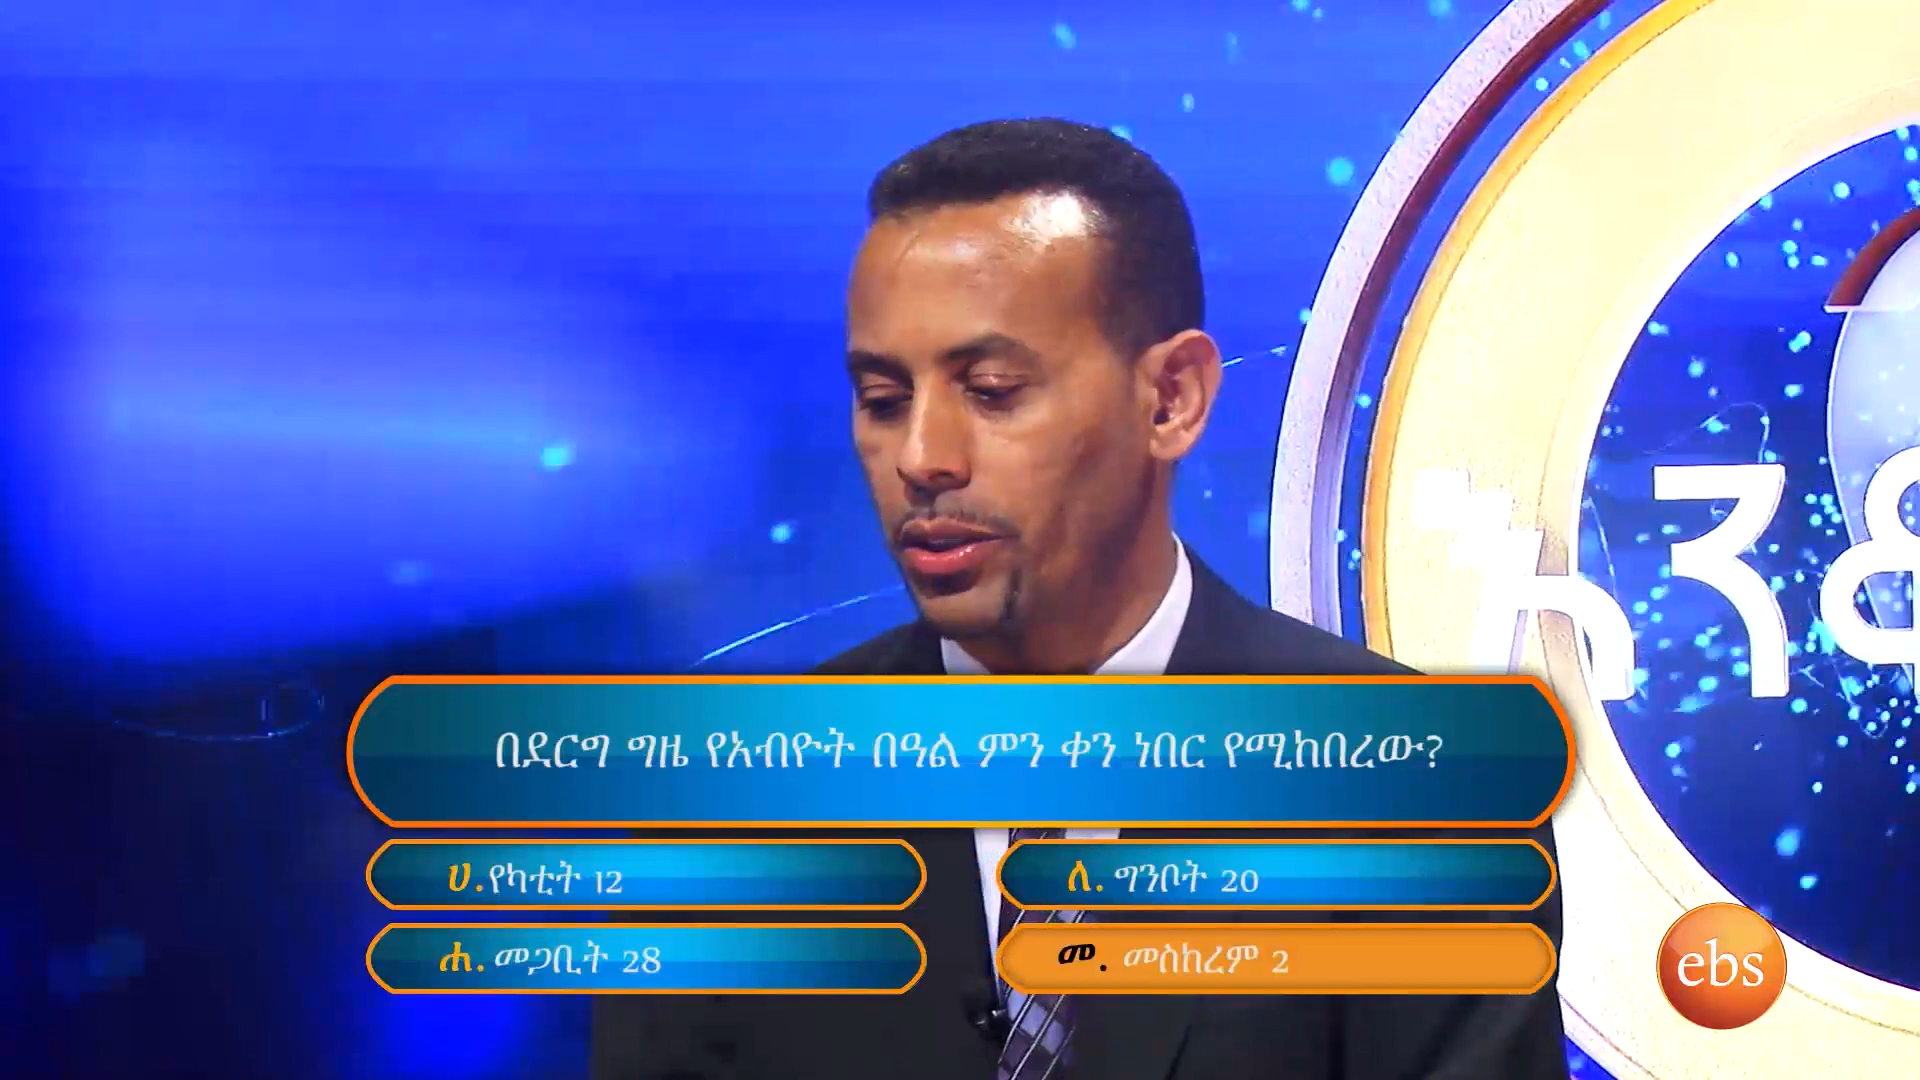 በደርግ ግዜ የአብዮት በዓል ምን ቀን ነበር የሚከበረው?
ሀ.የካቲት 12
ለ. ግንቦት 20
ሐ. መጋቢት 28
መ. መስከረም 2
ebs